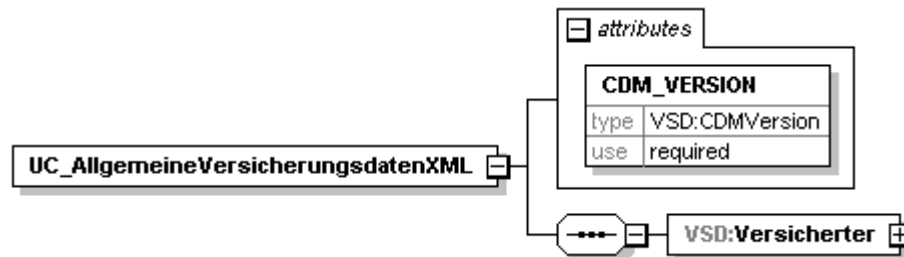 attributes
CDM_VERSION
type VSD:CDMVersion
use required
UC_AllgemeineVersicherungsdatenXML
VSD:Versicherter